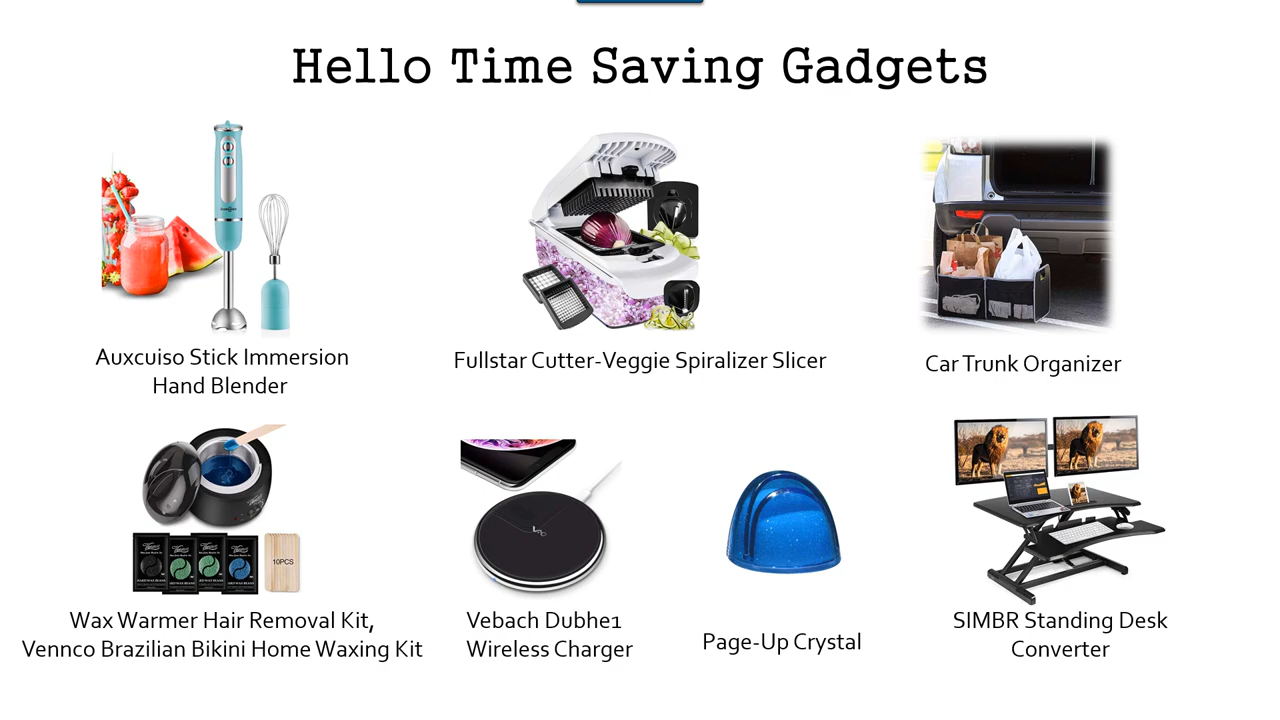 Hello Time Saving Gadgets
Auxcuiso Stick Immersion
Hand Blender
Fullstar Cutter-Veggie Spiralizer Slicer
Car Trunk Organizer
10PCS
Wax Warmer Hair Removal Kit,
Vennco Brazilian Bikini Home Waxing Kit
Vebach Dubhe1
Wireless Charger
Page-Up Crystal
SIMBR Standing Desk
Converter